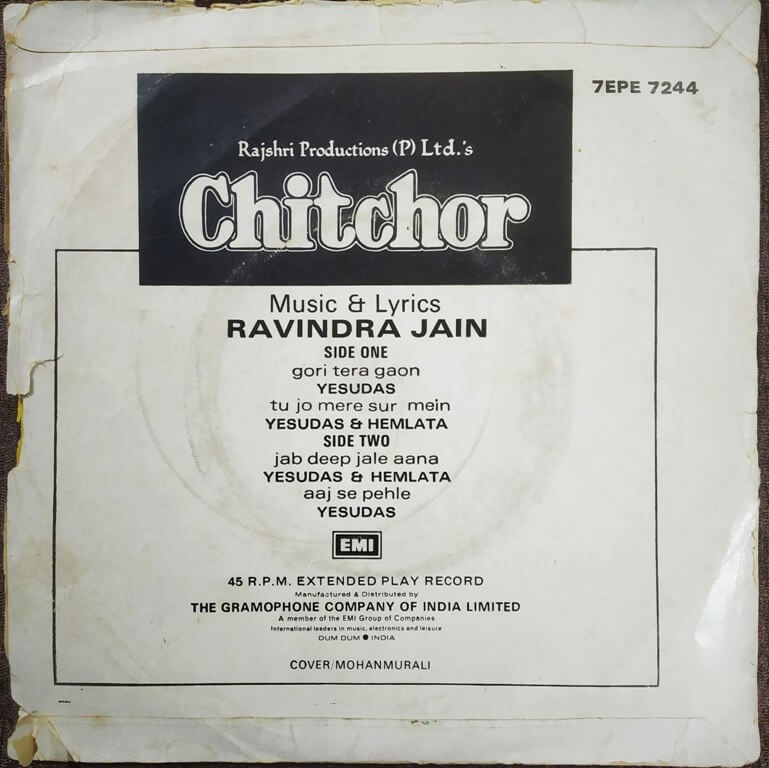 7EPE 7244
Rajshri Productions (P) Ltd.'s
Chitchor
Music & Lyrics
RAVINDRA JAIN
SIDE ONE
gori tera gaon
YESUDAS
tu jo mere sur mein
YESUDAS & HEMLATA
SIDE TWO
jab deep jale aana
YESUDAS & HEMLATA
aaj se pehle
YESUDAS
EMI
45 R.P.M. EXTENDED PLAY RECORD
Manufactured & Distributed by
THE GRAMOPHONE COMPANY OF INDIA LIMITED
A member of the EMI Group of Companies
International leaders in music, electronics and leisure
DUM DUM ● INDIA
COVER/MOHANMURALI